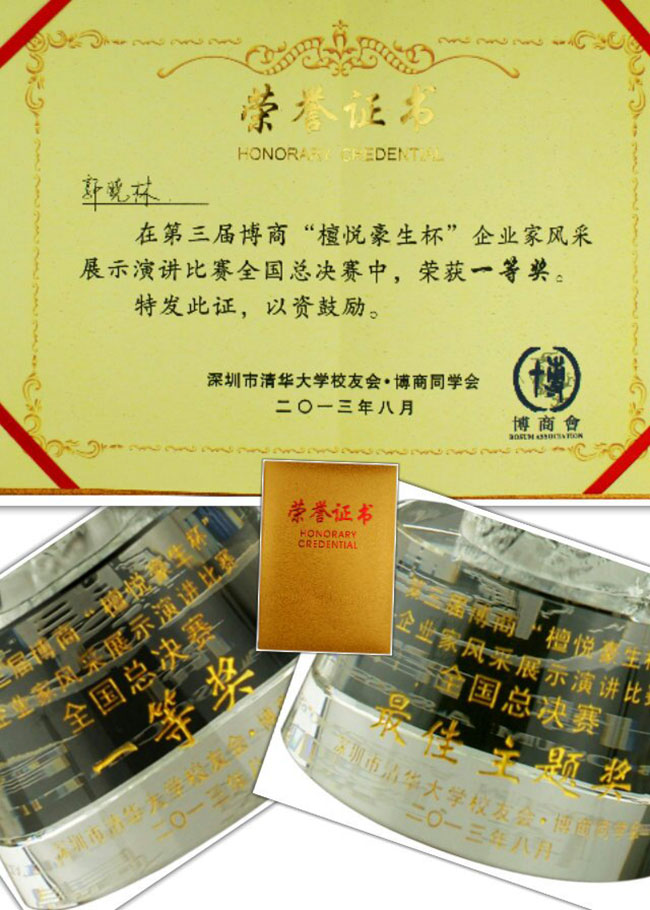 荣誉证书
HONORARY CREDENTIAL
郭晓林
在第三届博商“檀悦豪生杯”企业家风采
展示演讲比赛全国总决赛中，荣获一等奖。
特发此证，以资鼓励。
深圳市清华大学校友会·博商同学会
二〇一三年八月
博
博商會
BOSUM ASSOCIATION
荣誉证书
HONORARY
CREDENTIAL
三届博商“檀悦豪生杯”
企业家风采展示演讲比赛
全国总决赛
一等奖
深圳市清华大学校友会·博
二〇一三年
第三届博商“檀悦豪生杯
企业家风采展示演讲比赛
全国总决赛
最佳主题奖
深圳市清华大学校友会·博商同学会
二〇一三年八月